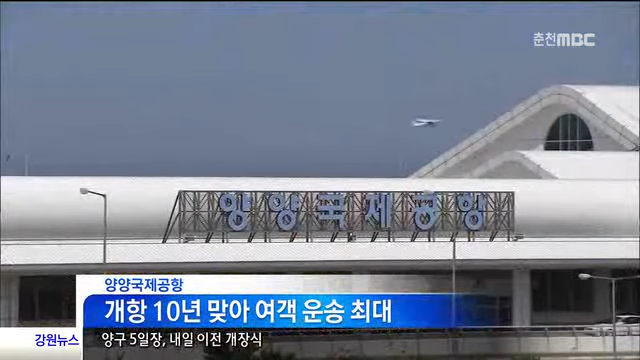 춘천MBC
양양국제공항
양양국제공항
개항 10년 맞아 여객 운송 최대
강원뉴스
양구 5일장, 내일 이전 개장식